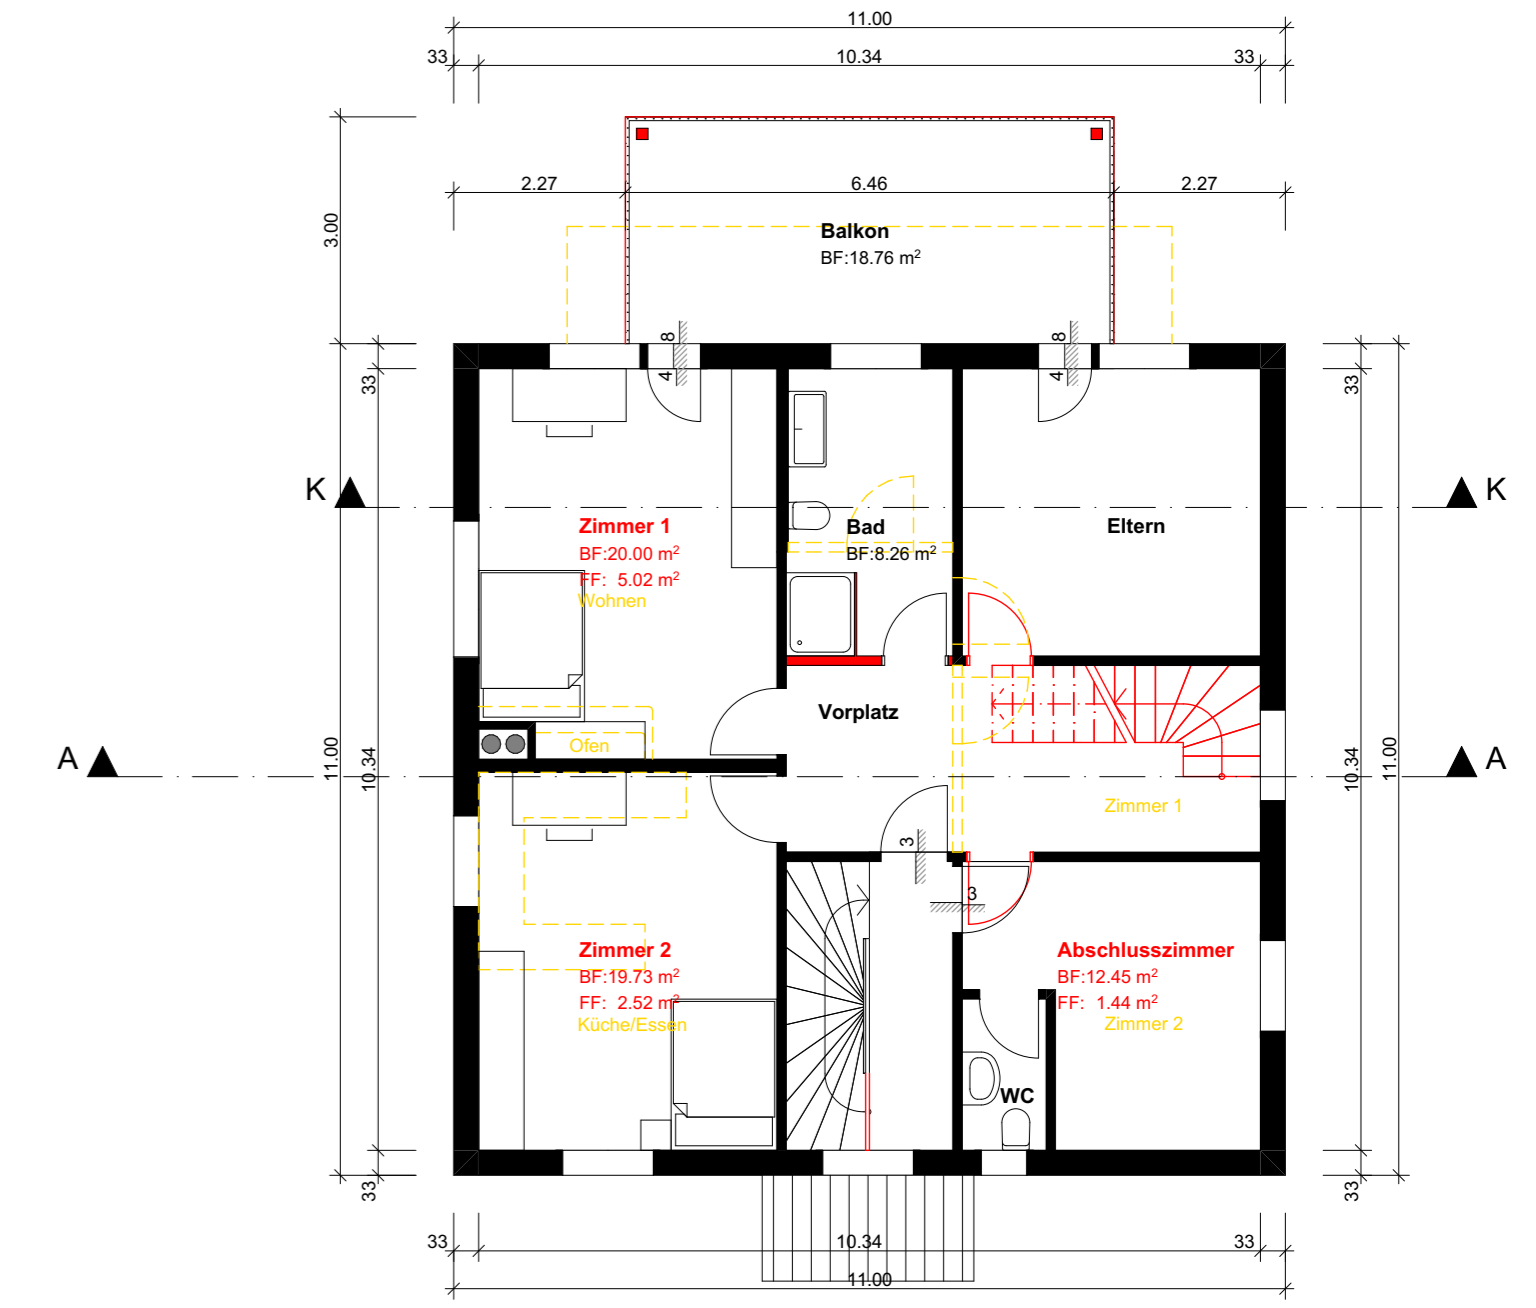 11.00
33
10.34
33
2.27
6.46
2.27
3.00
Balkon
BF:18.76 m²
8
8
4
4
33
33
K
K
Zimmer 1
BF:20.00 m²
FF: 5.02 m²
Wohnen
Bad
BF:8.26 m²
Eltern
Vorplatz
Ofen
A
A
11.00
10.34
10.34
11.00
Zimmer 1
3
3
Zimmer 2
BF:19.73 m²
FF: 2.52 m²
Küche/Essen
Abschlusszimmer
BF:12.45 m²
FF: 1.44 m²
Zimmer 2
WC
33
33
33
10.34
33
11.00